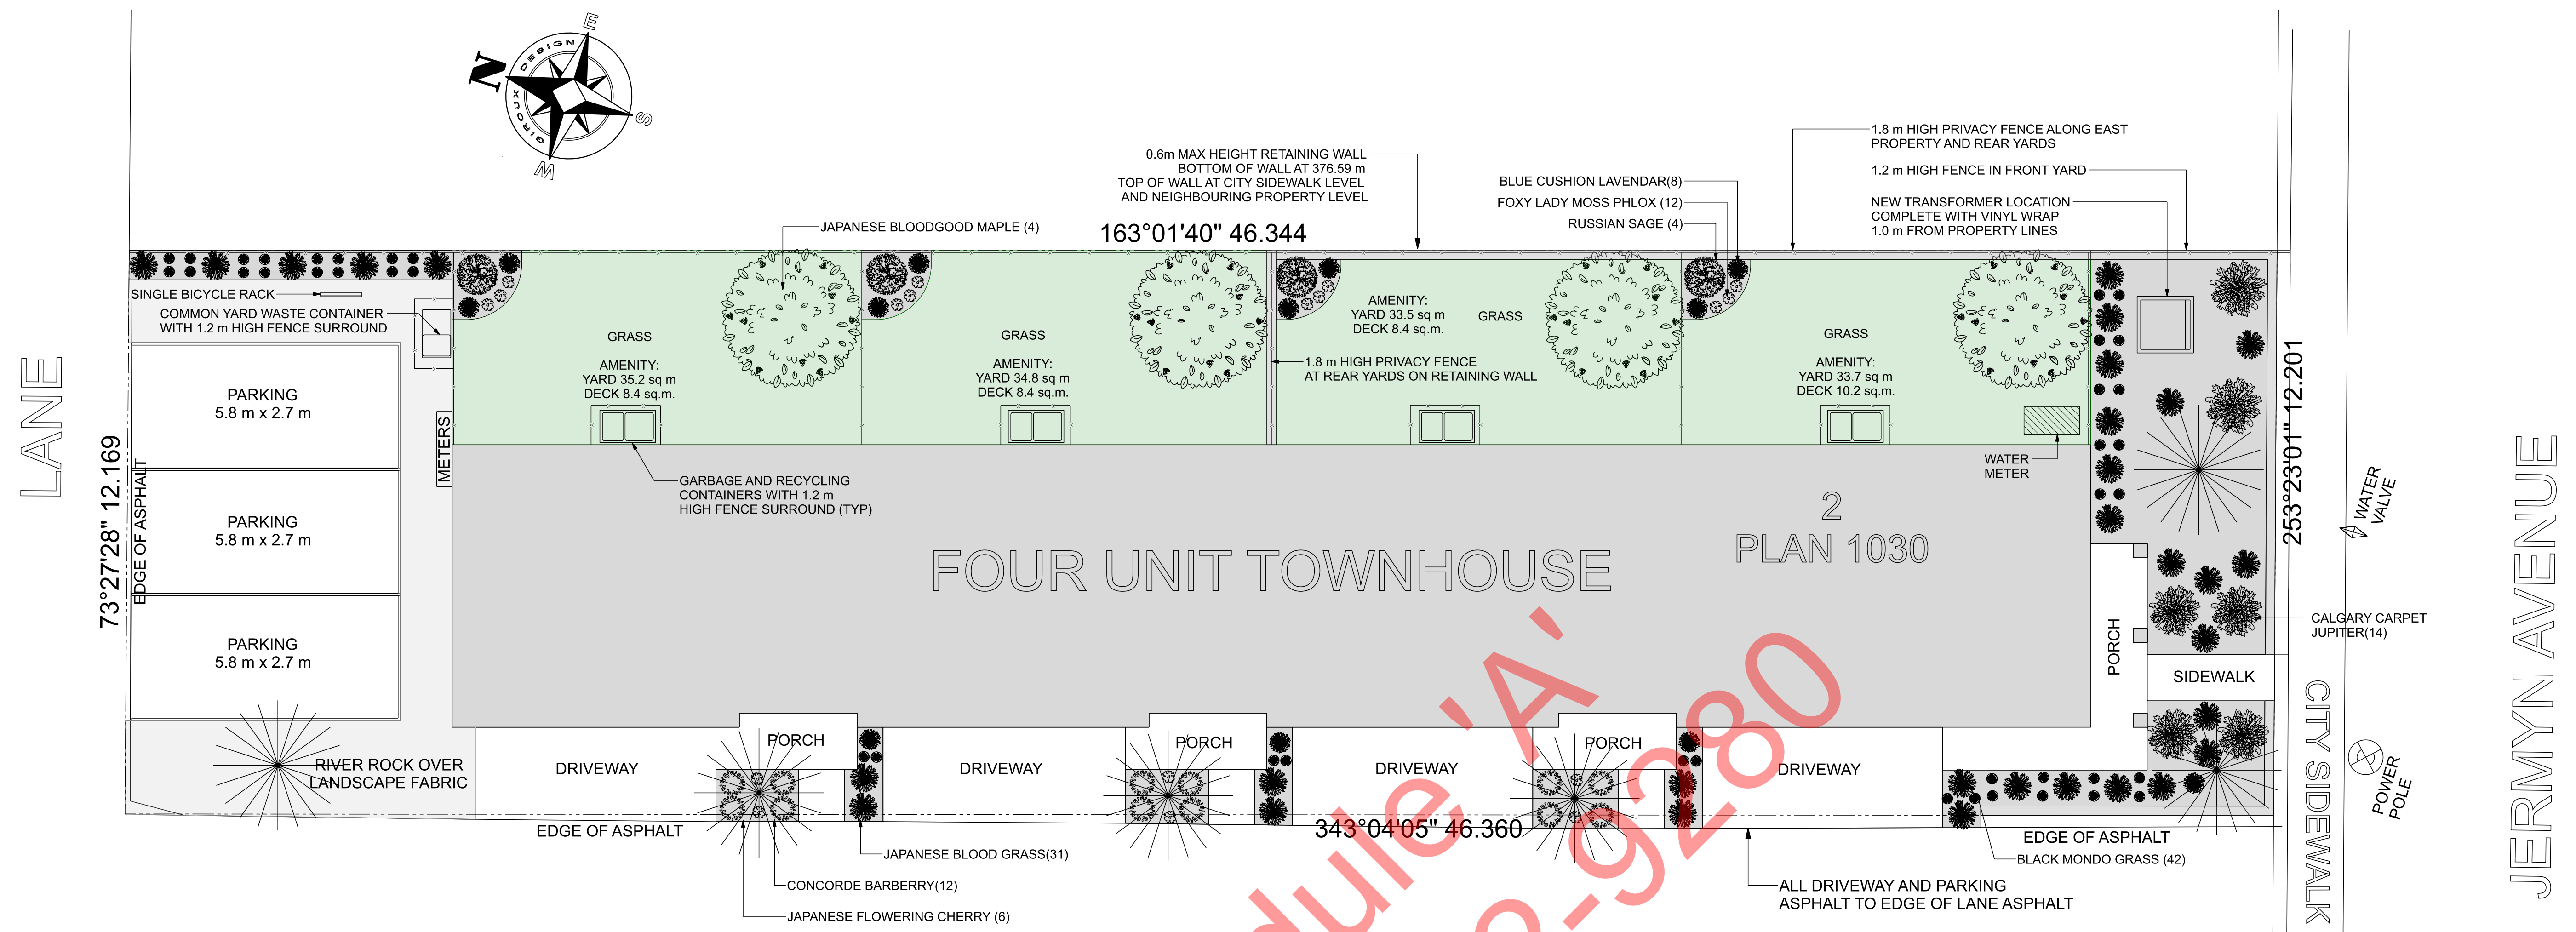 E
N
S
W
GIROUX DESIGN
1.8 m HIGH PRIVACY FENCE ALONG EAST
PROPERTY AND REAR YARDS
1.2 m HIGH FENCE IN FRONT YARD
NEW TRANSFORMER LOCATION
COMPLETE WITH VINYL WRAP
1.0 m FROM PROPERTY LINES
0.6m MAX HEIGHT RETAINING WALL
BOTTOM OF WALL AT 376.59 m
TOP OF WALL AT CITY SIDEWALK LEVEL
AND NEIGHBOURING PROPERTY LEVEL
BLUE CUSHION LAVENDAR(8)
FOXY LADY MOSS PHLOX (12)
RUSSIAN SAGE (4)
JAPANESE BLOODGOOD MAPLE (4)
163°01'40" 46.344
SINGLE BICYCLE RACK
COMMON YARD WASTE CONTAINER
WITH 1.2 m HIGH FENCE SURROUND
GRASS
AMENITY:
YARD 35.2 sq m
DECK 8.4 sq.m.
GRASS
AMENITY:
YARD 34.8 sq m
DECK 8.4 sq.m.
AMENITY:
YARD 33.5 sq m
DECK 8.4 sq.m.
GRASS
1.8 m HIGH PRIVACY FENCE
AT REAR YARDS ON RETAINING WALL
GRASS
AMENITY:
YARD 33.7 sq m
DECK 10.2 sq.m.
LANE
73°27'28" 12.169
EDGE OF ASPHALT
PARKING
5.8 m x 2.7 m
PARKING
5.8 m x 2.7 m
PARKING
5.8 m x 2.7 m
METERS
GARBAGE AND RECYCLING
CONTAINERS WITH 1.2 m
HIGH FENCE SURROUND (TYP)
WATER
METER
2
PLAN 1030
FOUR UNIT TOWNHOUSE
253°23'01" 12.201
WATER
VALVE
CALGARY CARPET
JUPITER(14)
PORCH
SIDEWALK
CITY SIDEWALK
POWER
POLE
JERMYN AVENUE
RIVER ROCK OVER
LANDSCAPE FABRIC
DRIVEWAY
PORCH
DRIVEWAY
PORCH
DRIVEWAY
PORCH
DRIVEWAY
EDGE OF ASPHALT
343°04'05" 46.360
EDGE OF ASPHALT
JAPANESE BLOOD GRASS(31)
CONCORDE BARBERRY(12)
JAPANESE FLOWERING CHERRY (6)
BLACK MONDO GRASS (42)
ALL DRIVEWAY AND PARKING
ASPHALT TO EDGE OF LANE ASPHALT
dule 'A'
-9280